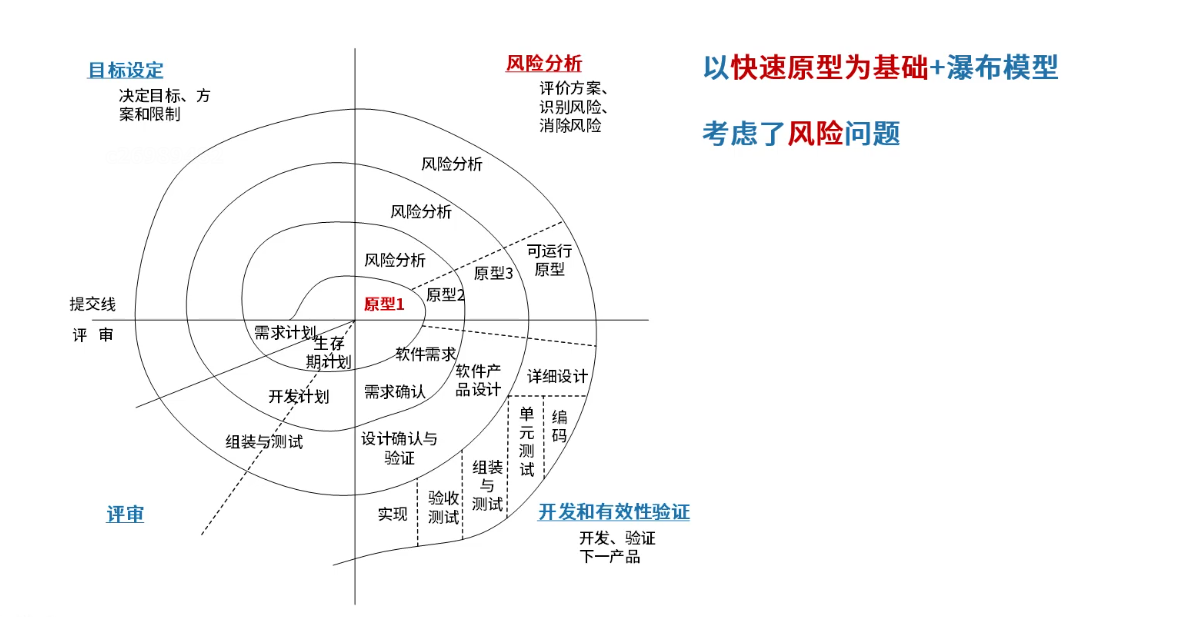 目标设定
决定目标、方
案和限制
风险分析
评价方案、
识别风险、
消除风险
以快速原型为基础+瀑布模型
考虑了风险问题
风险分析
风险分析
风险分析
可运行
原型
原型3
原型2
原型1
提交线
评 审
需求计划
生存
期计划
软件需求
软件产
品设计
详细设计
开发计划
需求确认
单
元
测
试
编
码
组装与测试
设计确认与
验证
组装
与
测试
验收
测试
实现
评审
开发和有效性验证
开发、验证
下一产品